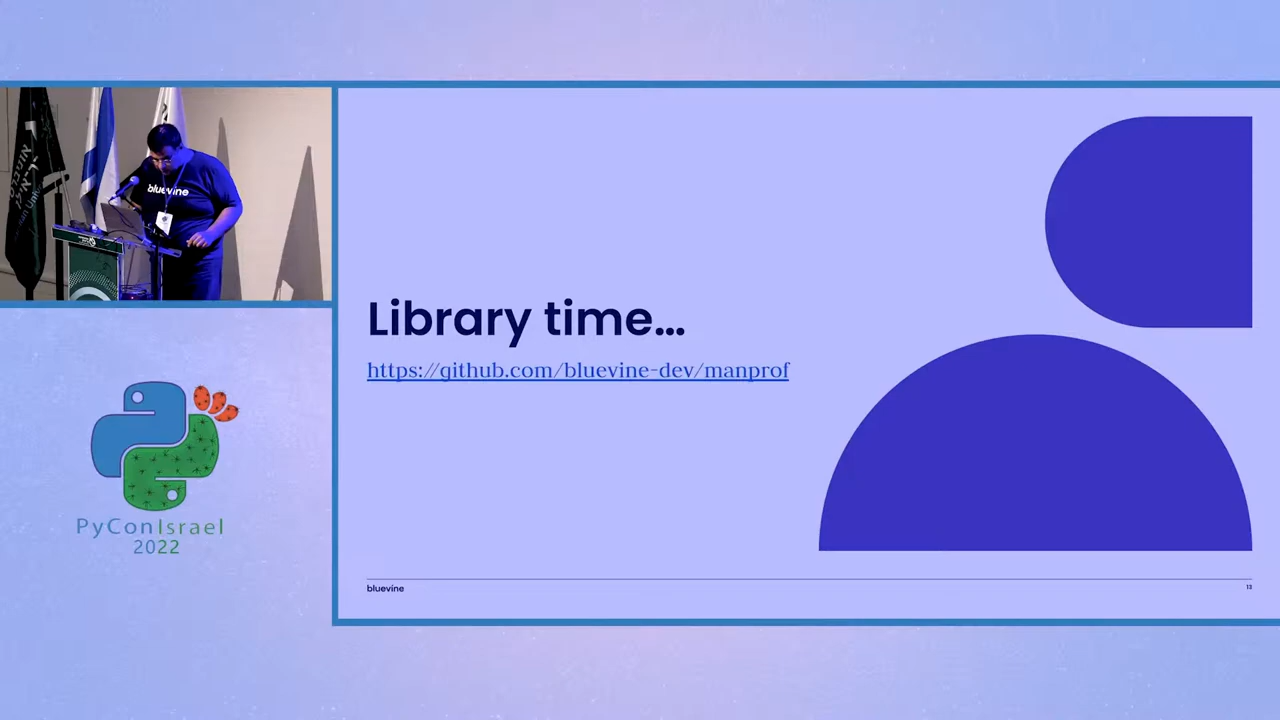 bluevine
Library time...
https://github.com/bluevine-dev/manprof
PyConIsrael
2022
bluevine
13